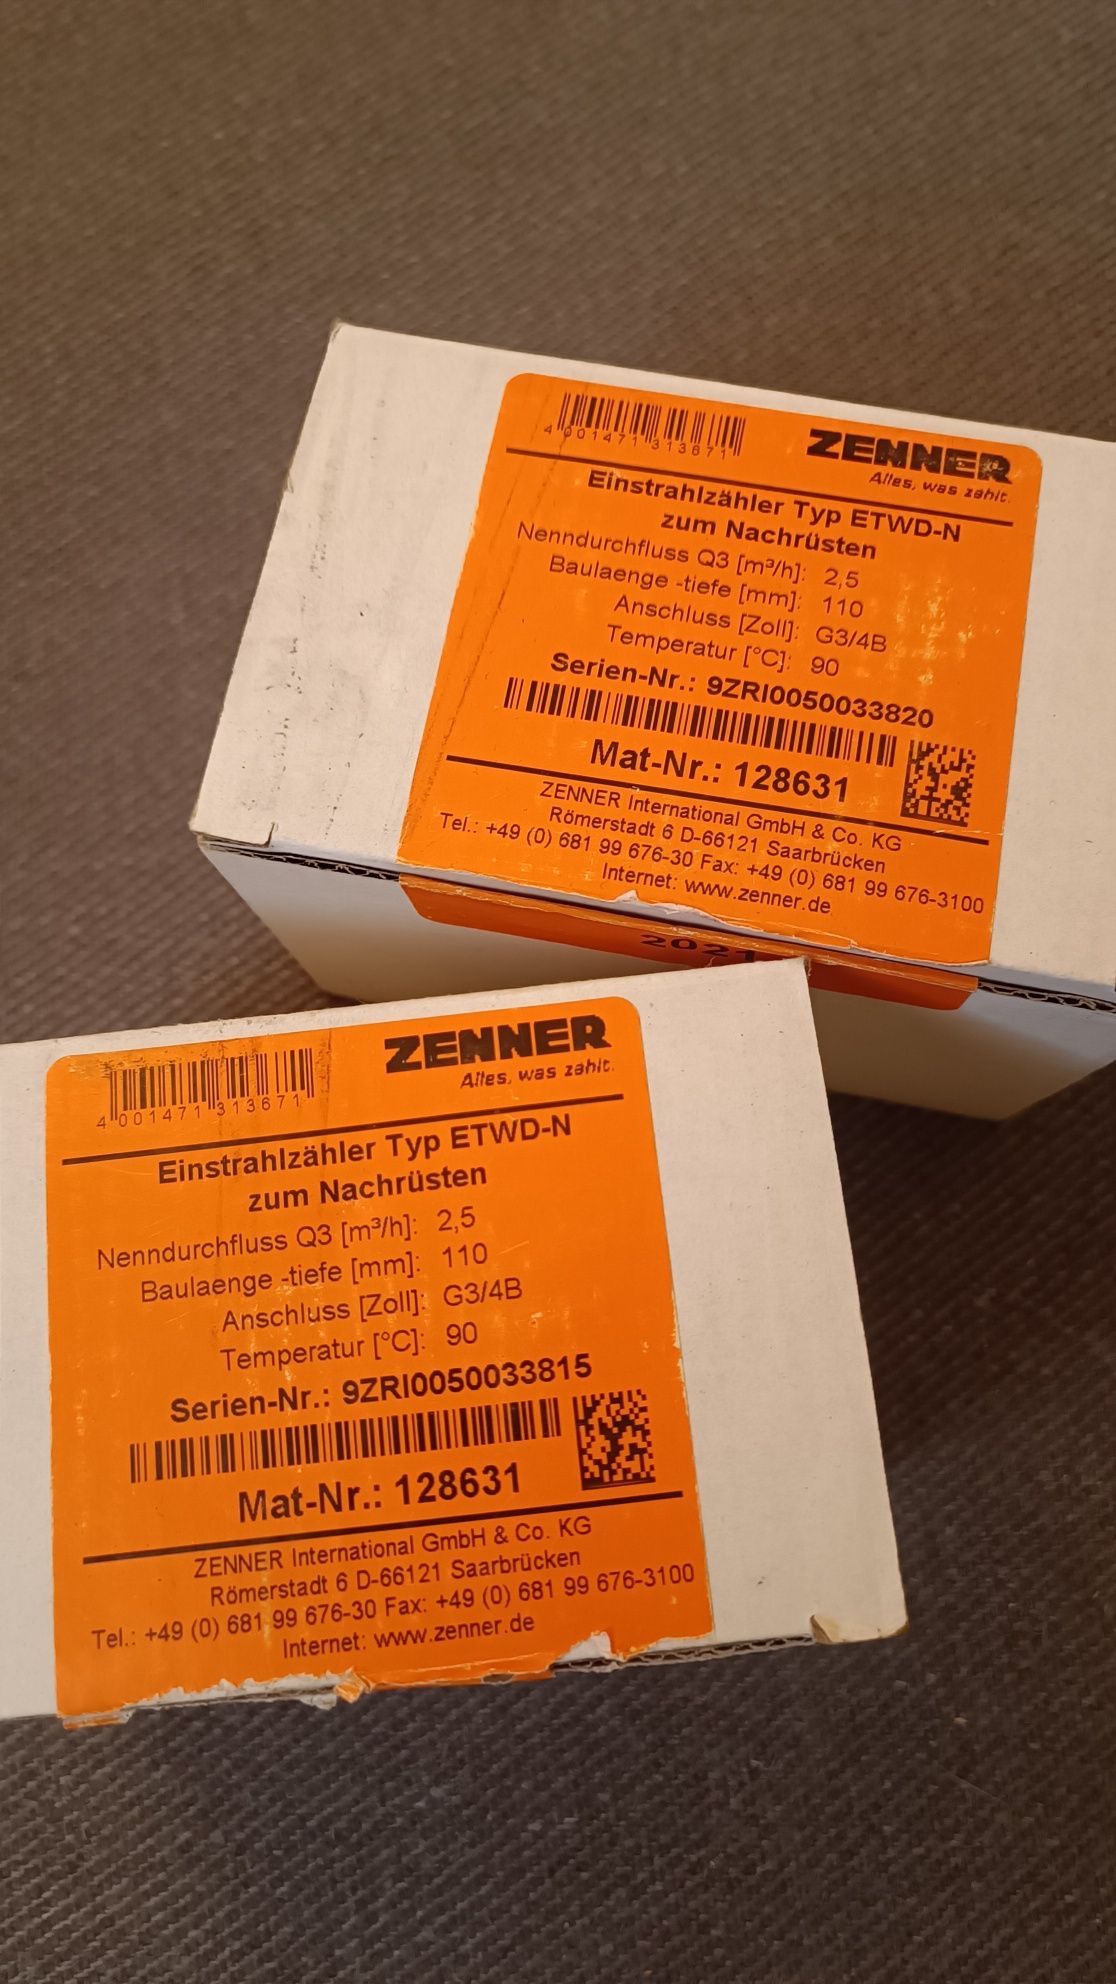 4 001471 313671
ZENNER
Alles, was zählt.
Einstrahlzähler Typ ETWD-N
zum Nachrüsten
Nenndurchfluss Q3 [m³/h]: 2,5
Baulaenge -tiefe [mm]: 110
Anschluss [Zoll]: G3/4B
Temperatur [°C]: 90
Serien-Nr.: 9ZRI0050033820
Mat-Nr.: 128631
ZENNER International GmbH & Co. KG
Römerstadt 6 D-66121 Saarbrücken
Tel.: +49 (0) 681 99 676-30 Fax: +49 (0) 681 99 676-3100
Internet: www.zenner.de
2021
4 001471 313671
ZENNER
Alles, was zählt.
Einstrahlzähler Typ ETWD-N
zum Nachrüsten
Nenndurchfluss Q3 [m³/h]: 2,5
Baulaenge -tiefe [mm]: 110
Anschluss [Zoll]: G3/4B
Temperatur [°C]: 90
Serien-Nr.: 9ZRI0050033815
Mat-Nr.: 128631
ZENNER International GmbH & Co. KG
Römerstadt 6 D-66121 Saarbrücken
Tel.: +49 (0) 681 99 676-30 Fax: +49 (0) 681 99 676-3100
Internet: www.zenner.de